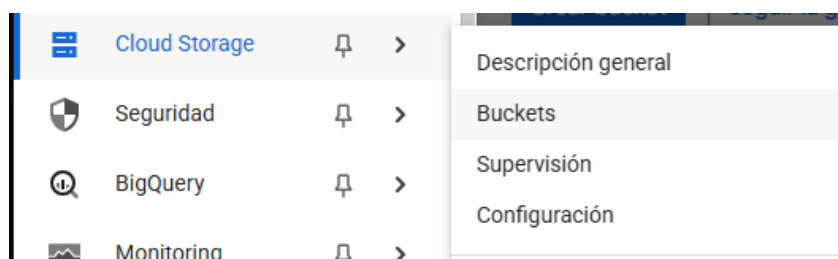 Cloud Storage
Seguridad
BigQuery
Monitoring
Descripción general
Buckets
Supervisión
Configuración